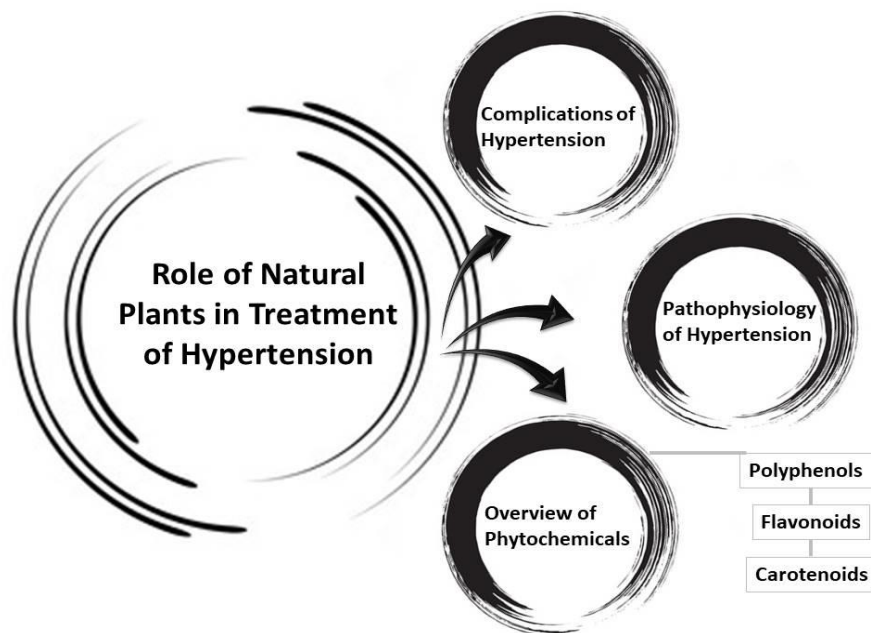 Role of Natural
Plants in Treatment
of Hypertension
Complications of
Hypertension
Pathophysiology
of Hypertension
Overview of
Phytochemicals
Polyphenols
Flavonoids
Carotenoids